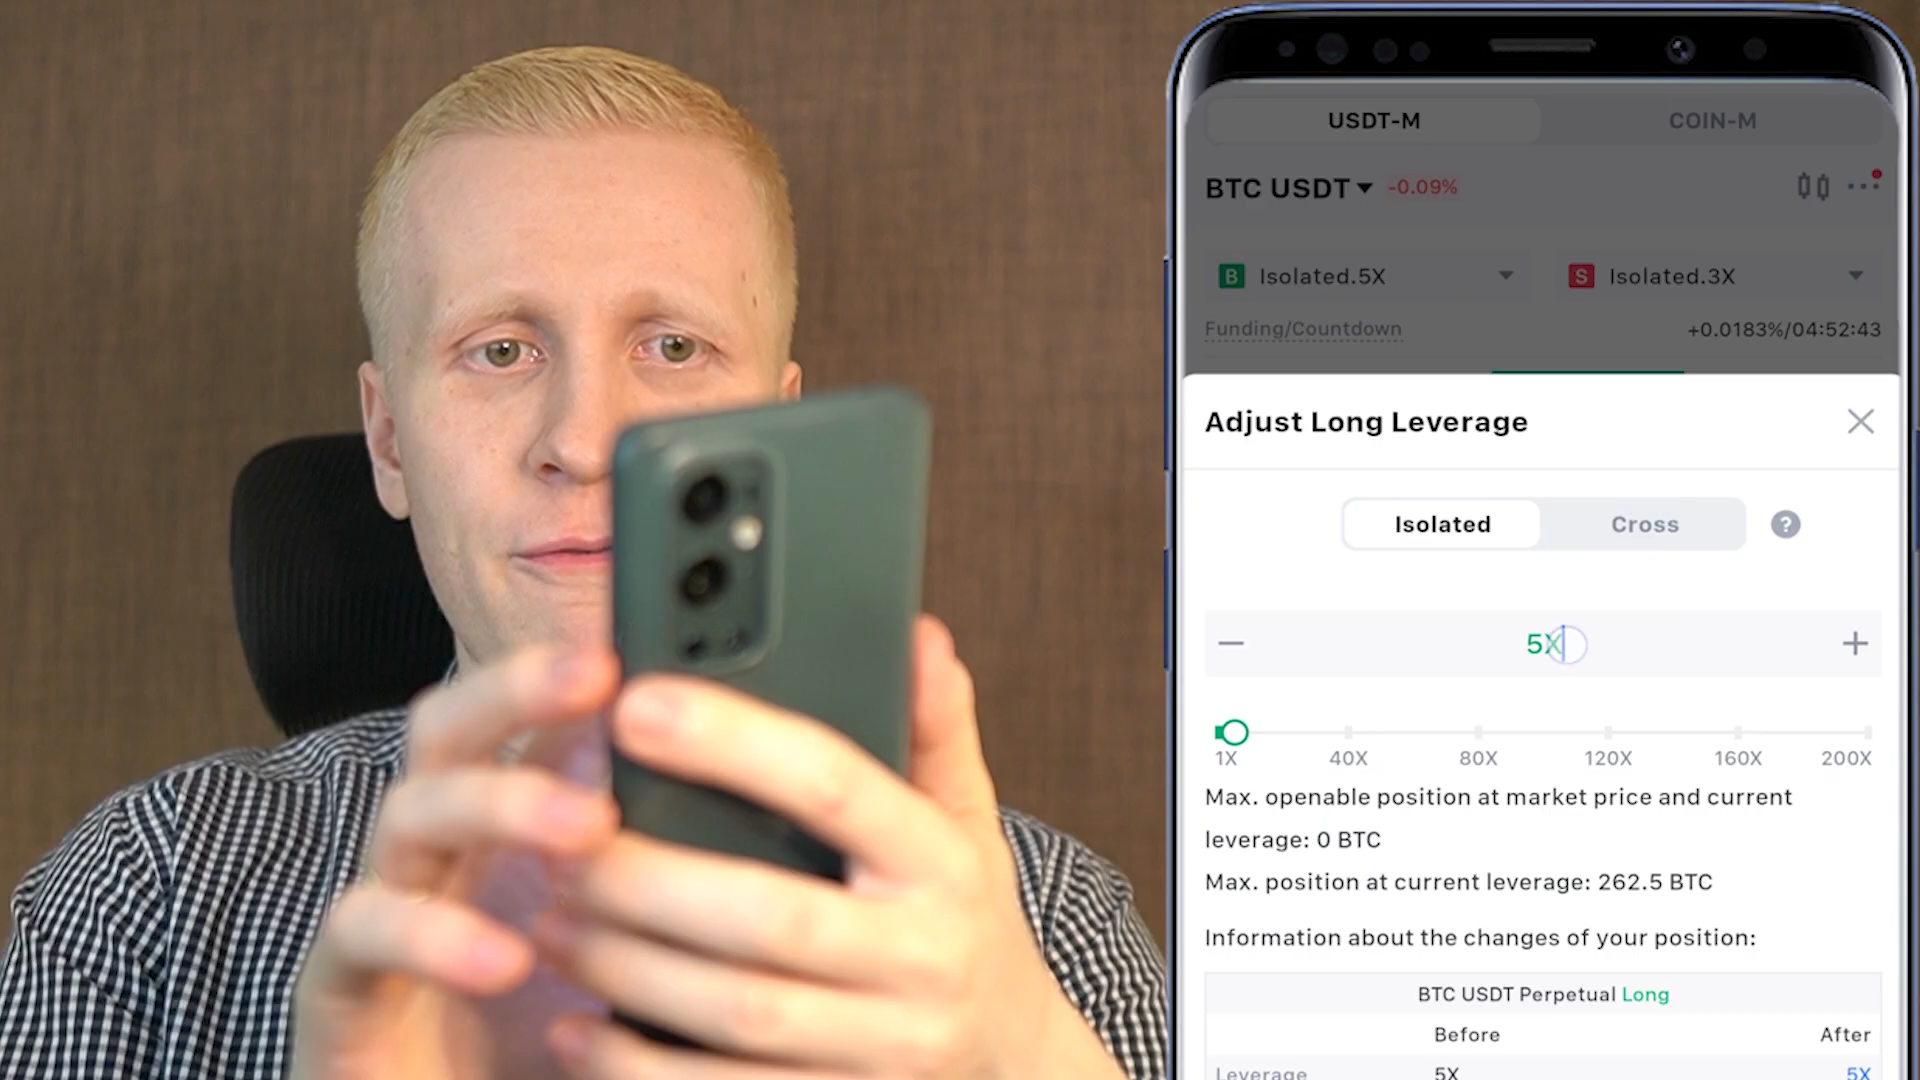 USDT-M COIN-M
BTC USDT -0.09%
B Isolated.5X S Isolated.3X
Funding/Countdown +0.0183%/04:52:43
Adjust Long Leverage
Isolated Cross ?
5X
1X 40X 80X 120X 160X 200X
Max. openable position at market price and current
leverage: 0 BTC
Max. position at current leverage: 262.5 BTC
Information about the changes of your position:
BTC USDT Perpetual Long
Before After
Leverage 5X 5X